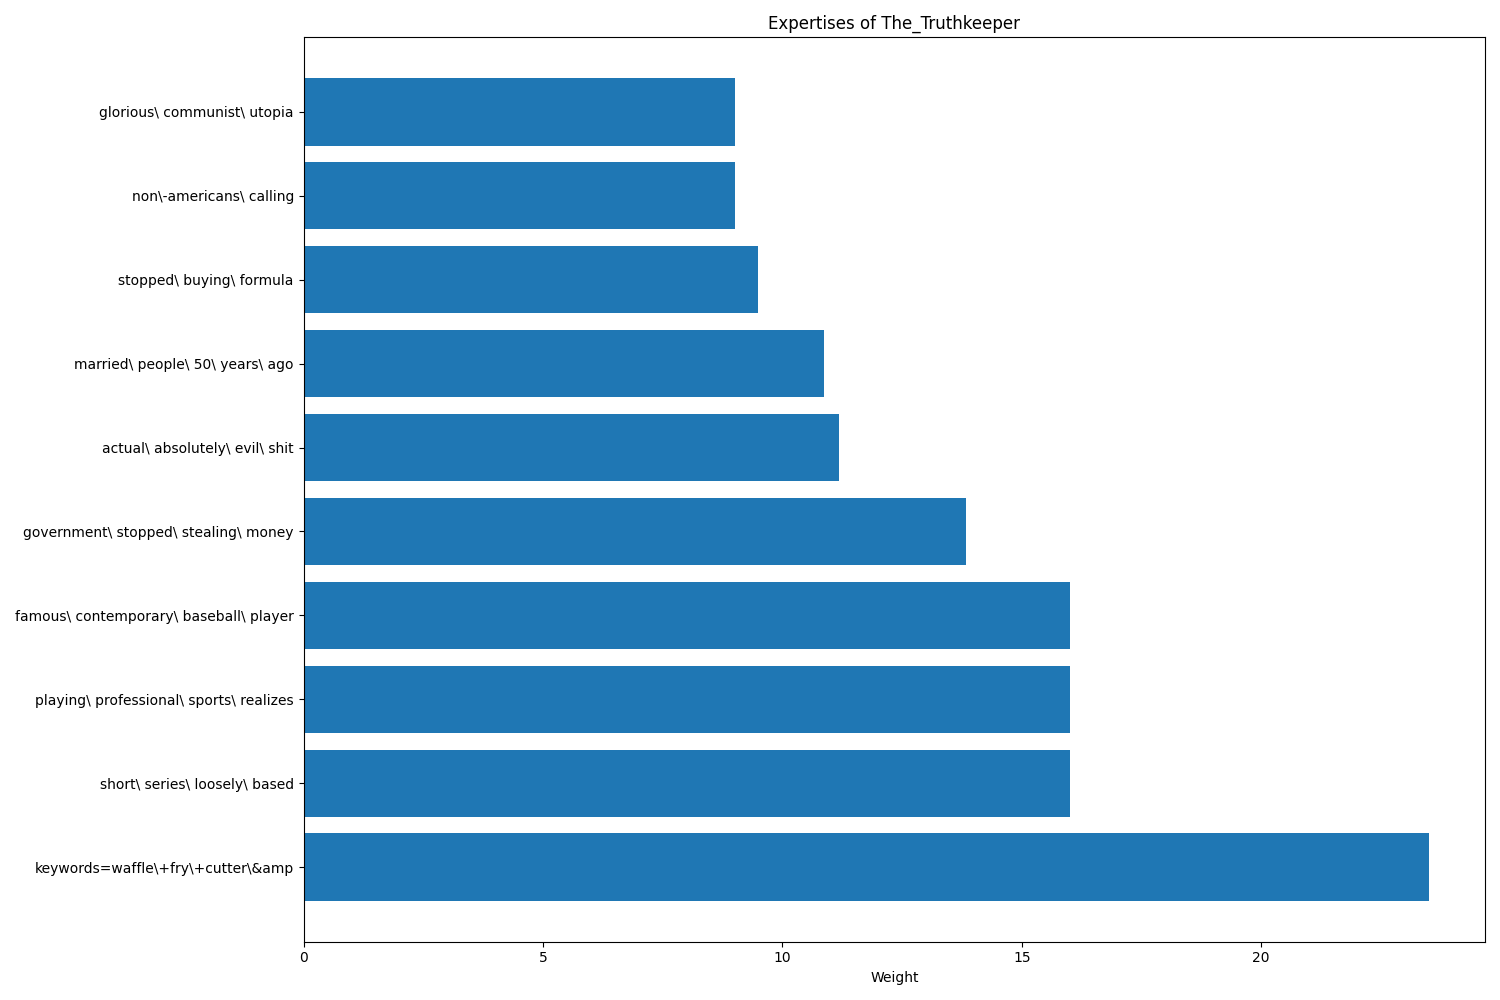 Expertises of The_Truthkeeper
glorious\ communist\ utopia
non\-americans\ calling
stopped\ buying\ formula
married\ people\ 50\ years\ ago
actual\ absolutely\ evil\ shit
government\ stopped\ stealing\ money
famous\ contemporary\ baseball\ player
playing\ professional\ sports\ realizes
short\ series\ loosely\ based
keywords=waffle\+fry\+cutter\&amp
0 5 10 15 20
Weight